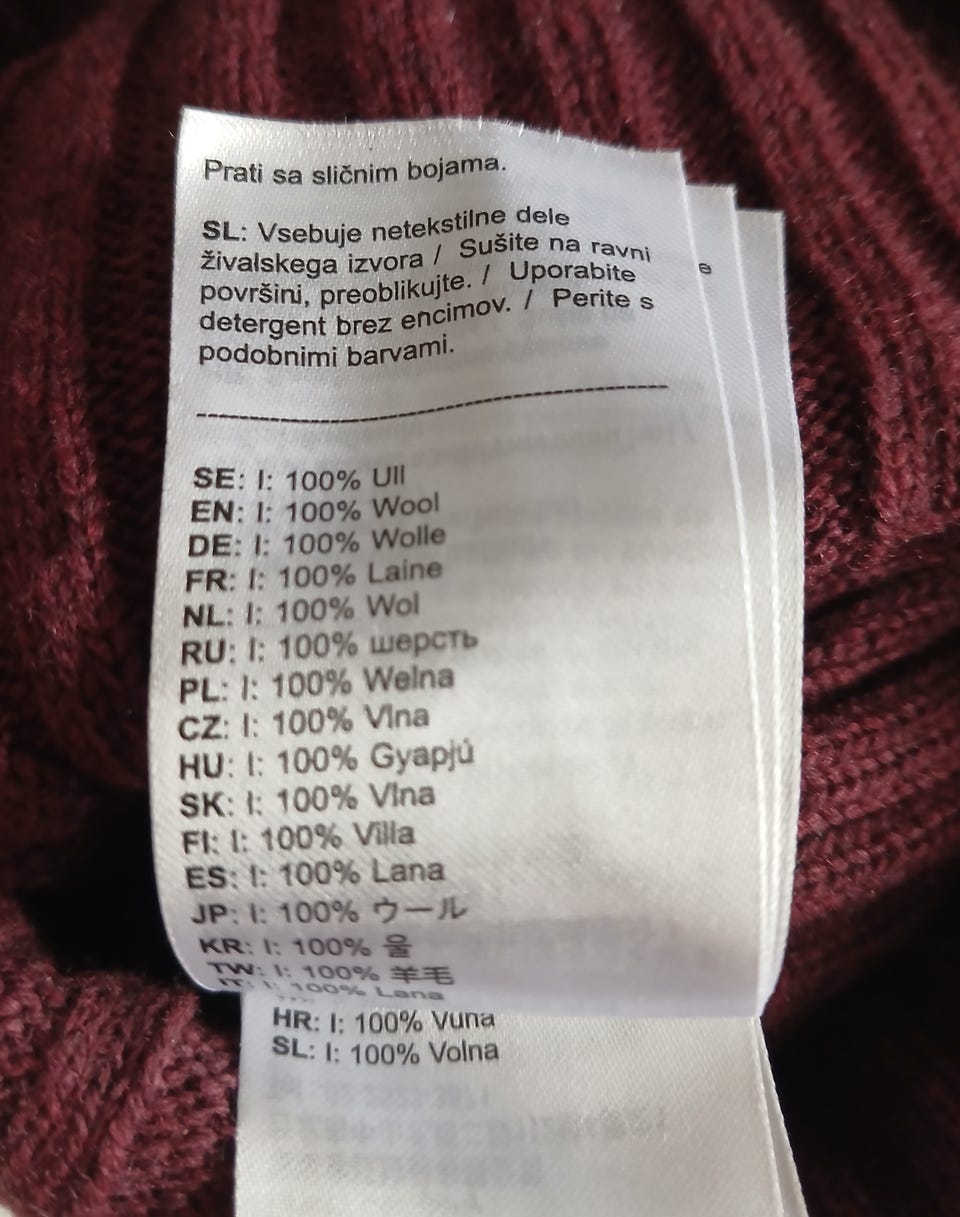 Prati sa sličnim bojama.
SL: Vsebuje netekstilne dele
živalskega izvora / Sušite na ravni
površini, preoblikujte. / Uporabite
detergent brez encimov. / Perite s
podobnimi barvami.
--------------------------------------------------
SE: I: 100% Ull
EN: I: 100% Wool
DE: I: 100% Wolle
FR: I: 100% Laine
NL: I: 100% Wol
RU: I: 100% шерсть
PL: I: 100% Wełna
CZ: I: 100% Vlna
HU: I: 100% Gyapjú
SK: I: 100% Vlna
FI: I: 100% Villa
ES: I: 100% Lana
JP: I: 100% ウール
KR: I: 100% 울
TW: I: 100% 羊毛
IT: I: 100% Lana
HR: I: 100% Vuna
SL: I: 100% Volna
e